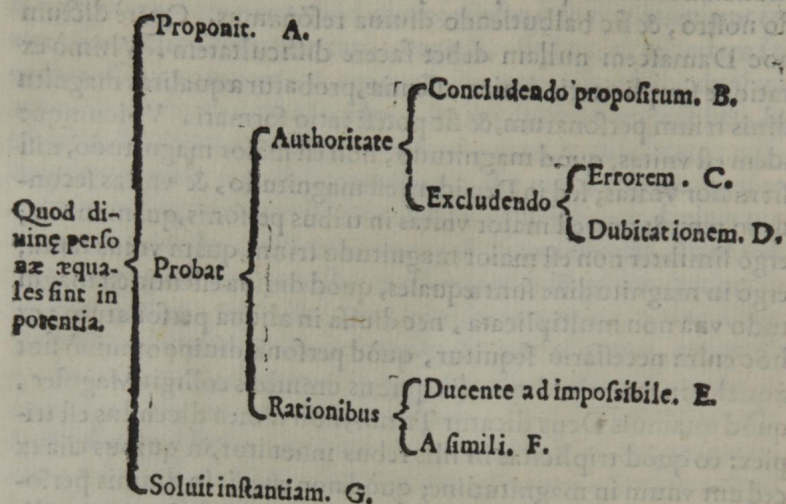 Proponit. A.
Concludendo propoſitum. B.
Authoritate
Errorem. C.
Excludendo
Dubitationem. D.
Quod di-
uinę perſo
næ æqua-
les ſint in
potentia.
Probat
Ducente ad impoſsibile. E.
Rationibus
A ſimili. F.
Soluit inſtantiam. G.